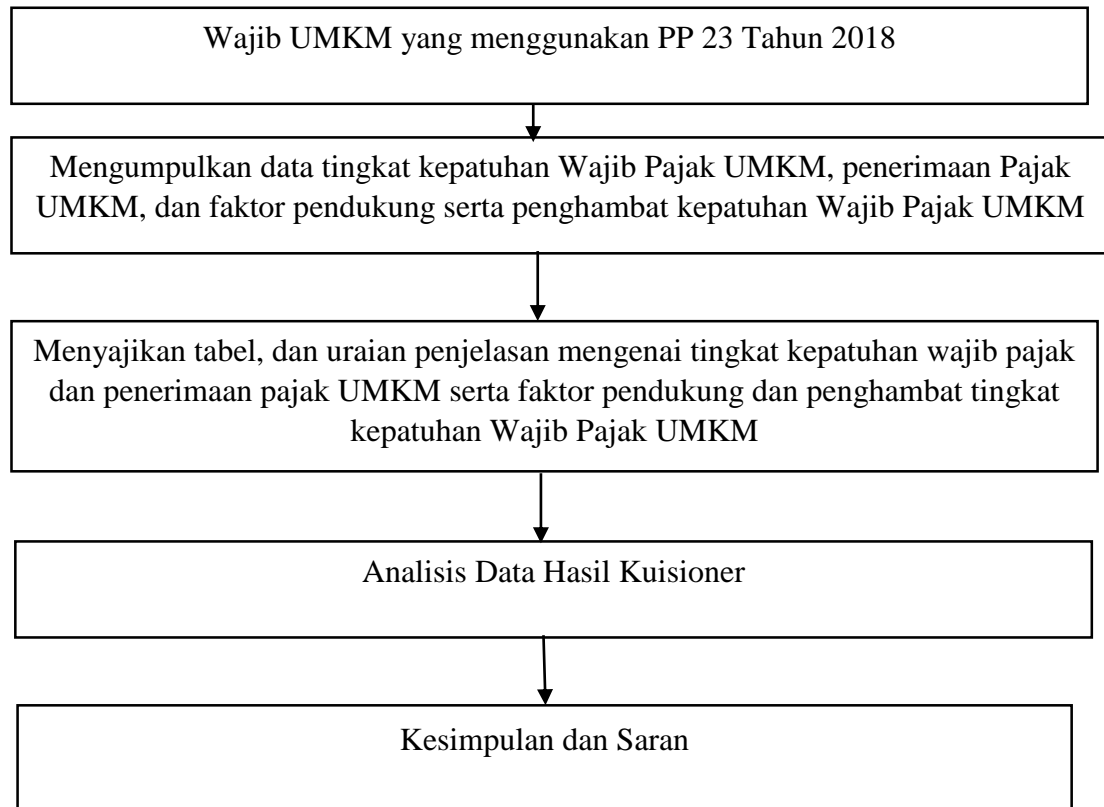 Wajib UMKM yang menggunakan PP 23 Tahun 2018
Mengumpulkan data tingkat kepatuhan Wajib Pajak UMKM, penerimaan Pajak
UMKM, dan faktor pendukung serta penghambat kepatuhan Wajib Pajak UMKM
Menyajikan tabel, dan uraian penjelasan mengenai tingkat kepatuhan wajib pajak
dan penerimaan pajak UMKM serta faktor pendukung dan penghambat tingkat
kepatuhan Wajib Pajak UMKM
Analisis Data Hasil Kuisioner
Kesimpulan dan Saran